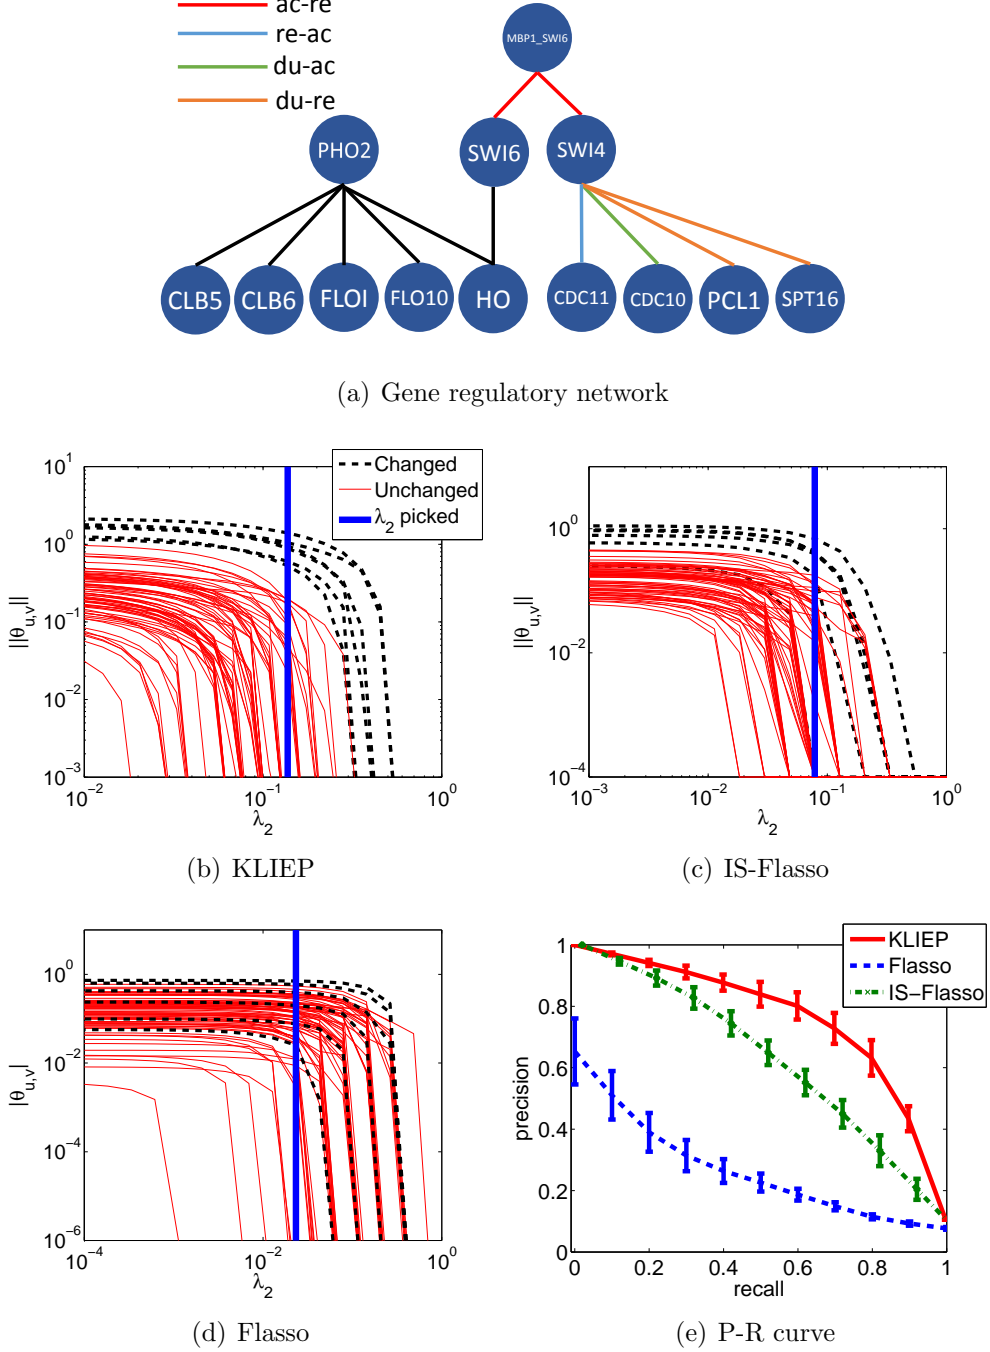 ac-re
re-ac
du-ac
du-re
MBP1_SWI6
PHO2
SWI6
SWI4
CLB5
CLB6
FLOI
FLO10
HO
CDC11
CDC10
PCL1
SPT16
(a) Gene regulatory network
Changed
Unchanged
λ2 picked
10^1
10^0
10^-1
10^-2
10^-3
||θu,v||
10^-2
10^-1
10^0
λ2
(b) KLIEP
10^0
10^-2
10^-4
||θu,v||
10^-3
10^-2
10^-1
10^0
λ2
(c) IS-Flasso
10^0
10^-2
10^-4
10^-6
|θu,v|
10^-4
10^-2
10^0
λ2
(d) Flasso
KLIEP
Flasso
IS-Flasso
1
0.8
0.6
0.4
0.2
0
precision
0
0.2
0.4
0.6
0.8
1
recall
(e) P-R curve